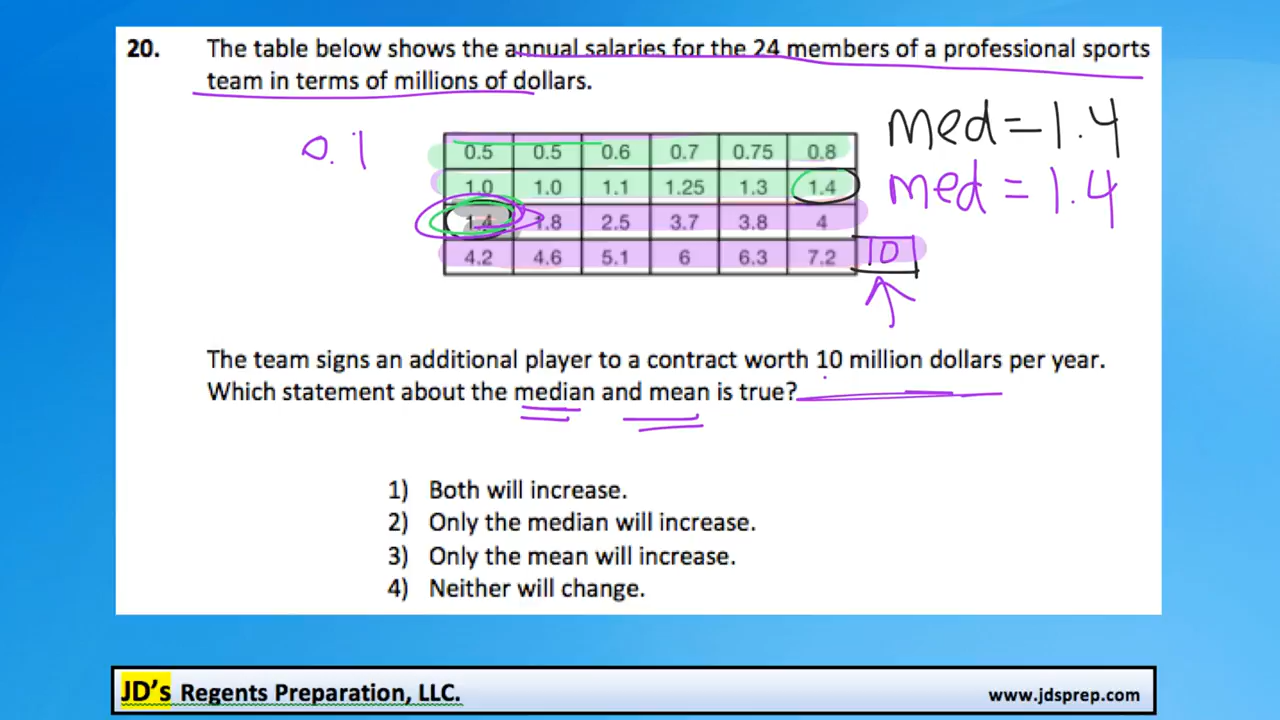 20. The table below shows the annual salaries for the 24 members of a professional sports
team in terms of millions of dollars.
med = 1.4
0.1
0.5 0.5 0.6 0.7 0.75 0.8
med = 1.4
1.0 1.0 1.1 1.25 1.3 1.4
1.4 1.8 2.5 3.7 3.8 4
4.2 4.6 5.1 6 6.3 7.2 10
The team signs an additional player to a contract worth 10 million dollars per year.
Which statement about the median and mean is true?
1) Both will increase.
2) Only the median will increase.
3) Only the mean will increase.
4) Neither will change.
JD's Regents Preparation, LLC.
www.jdsprep.com